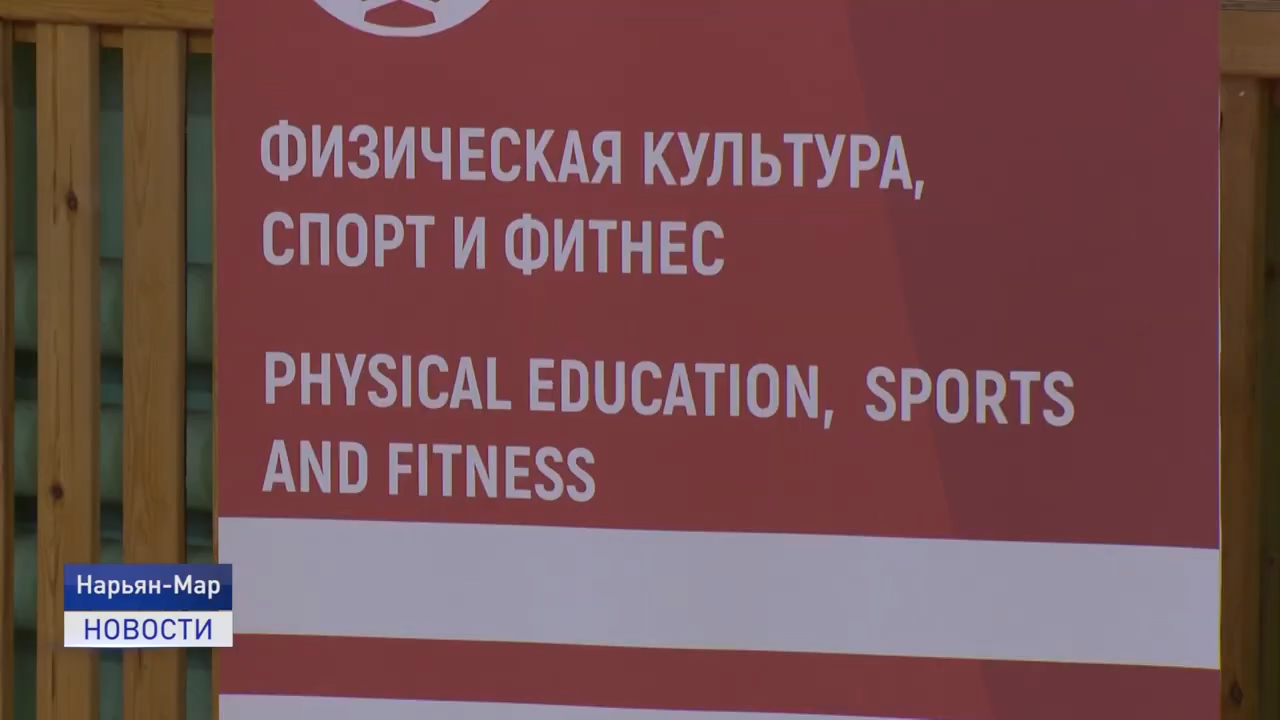 ФИЗИЧЕСКАЯ КУЛЬТУРА,
СПОРТ И ФИТНЕС
PHYSICAL EDUCATION, SPORTS
AND FITNESS
Нарьян-Мар
НОВОСТИ